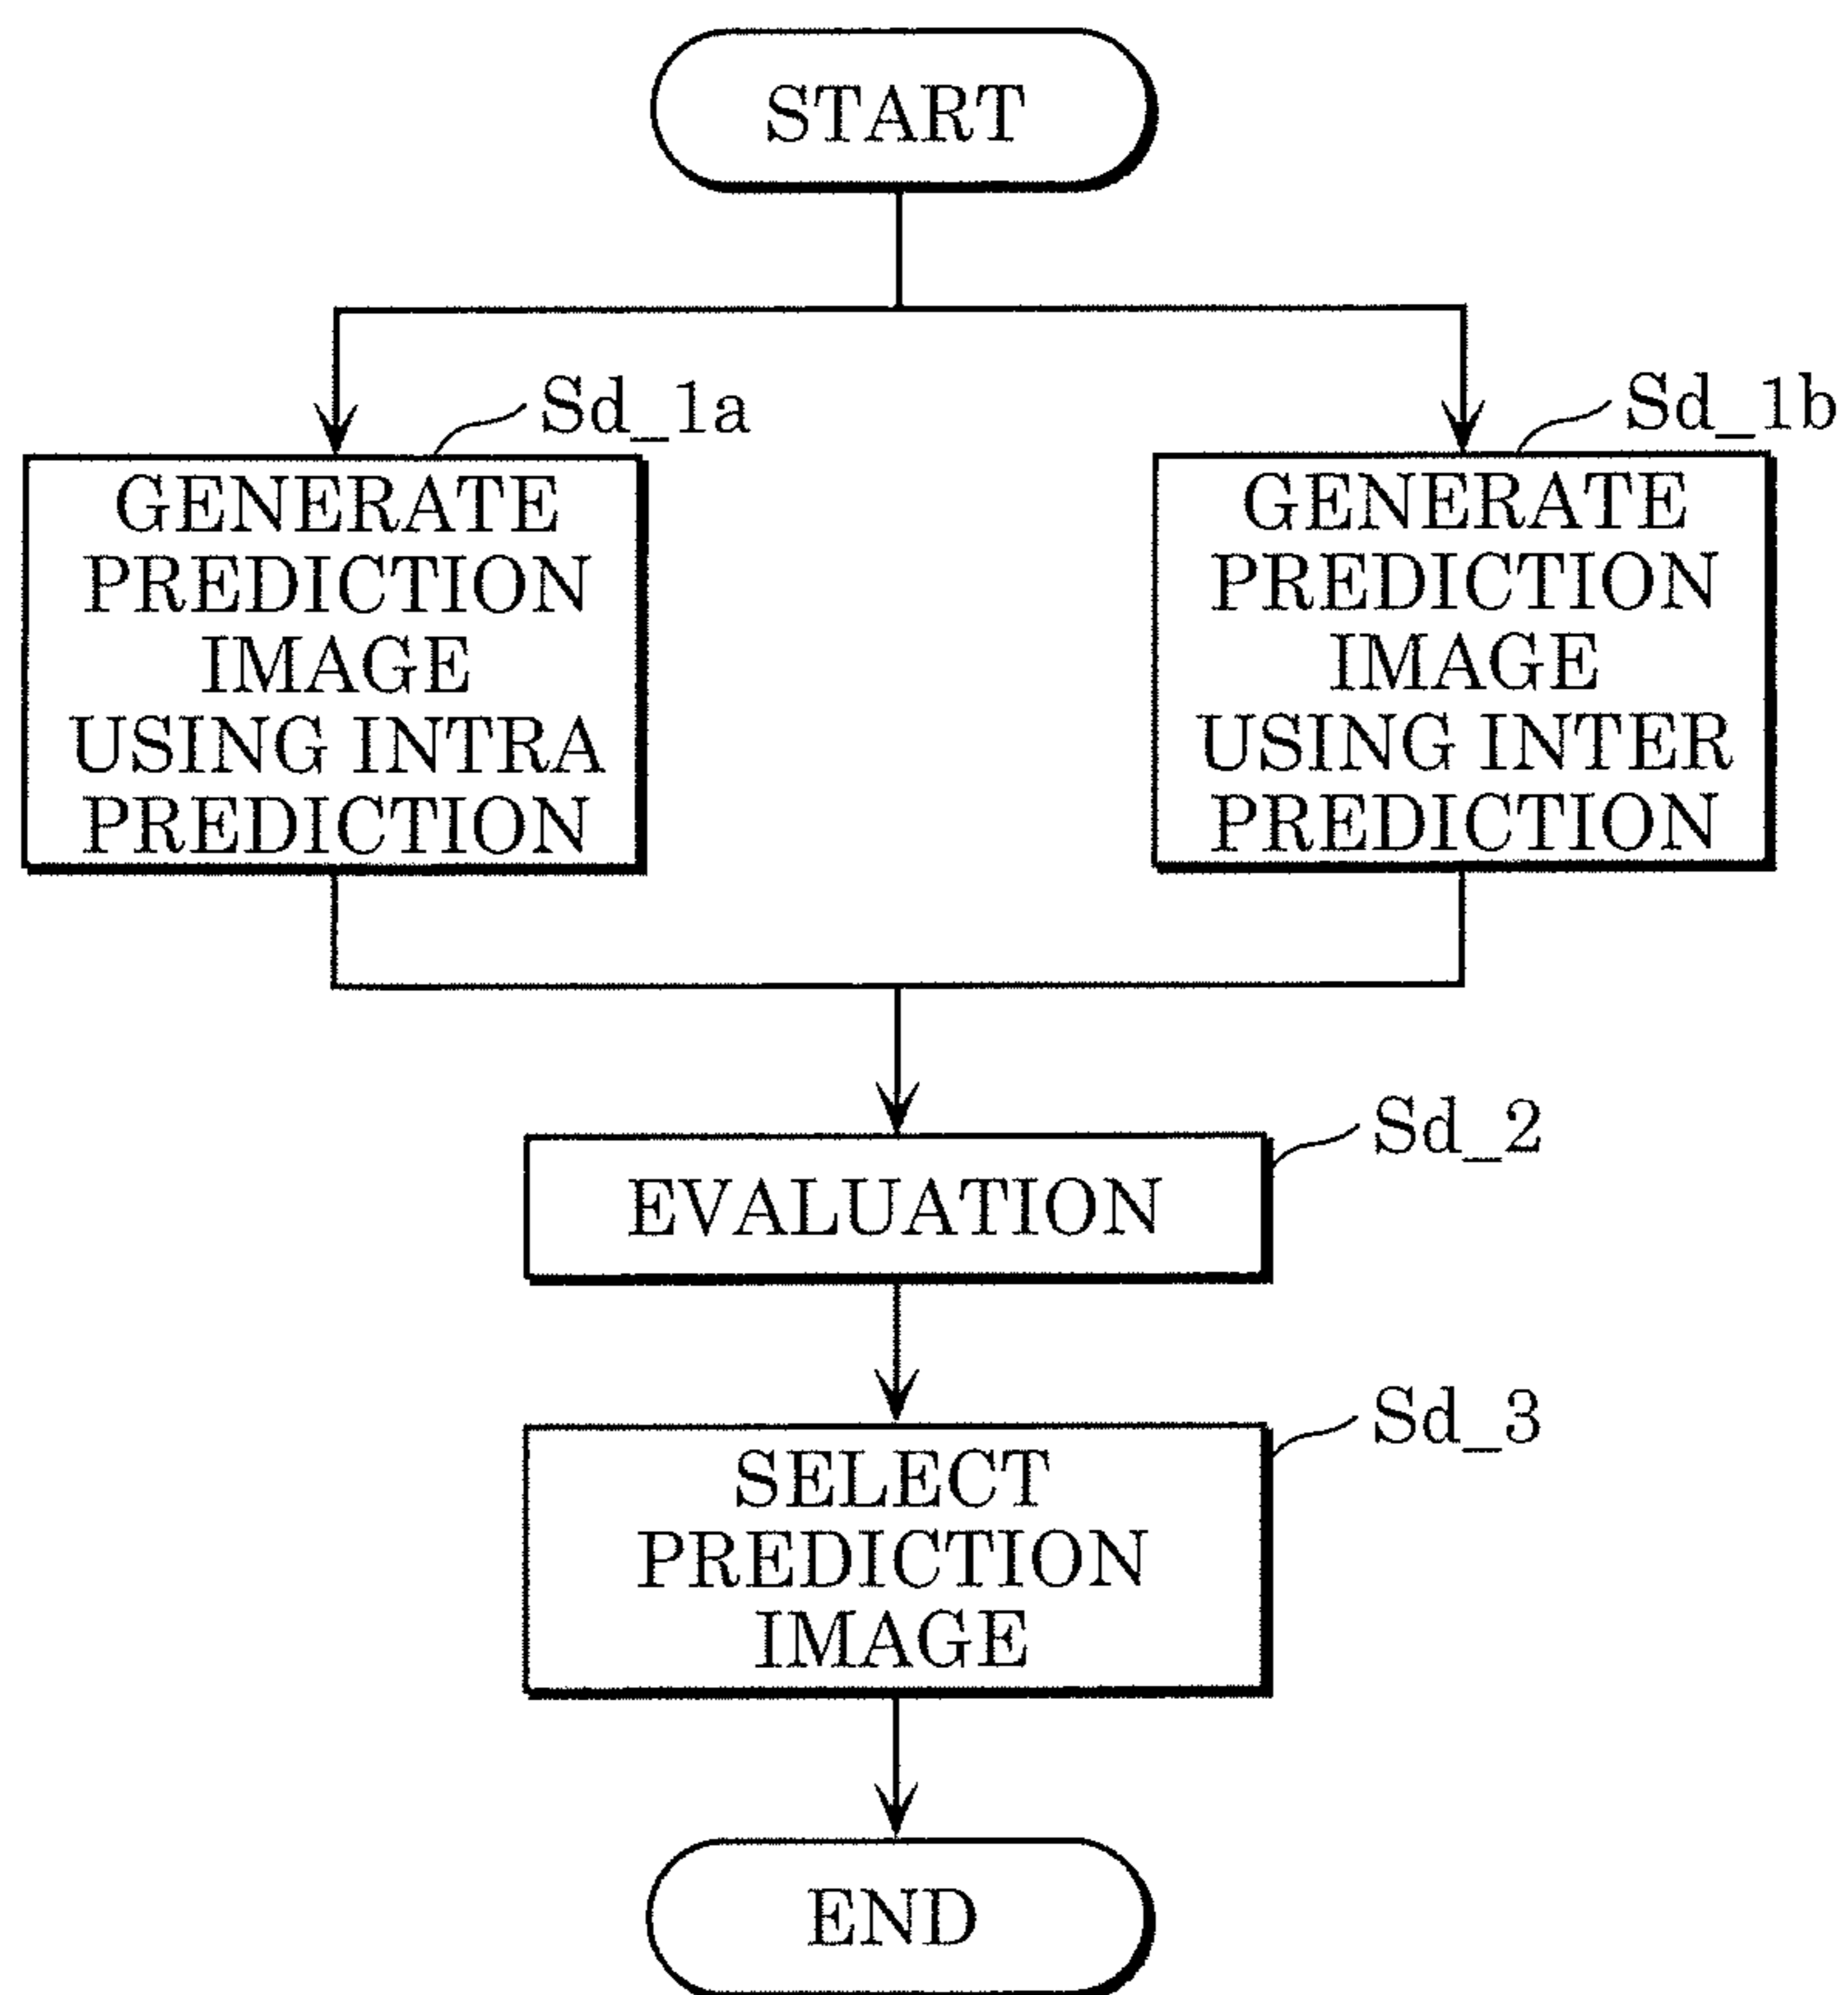 START
Sd_1a
GENERATE
PREDICTION
IMAGE
USING INTRA
PREDICTION
Sd_1b
GENERATE
PREDICTION
IMAGE
USING INTER
PREDICTION
Sd_2
EVALUATION
Sd_3
SELECT
PREDICTION
IMAGE
END